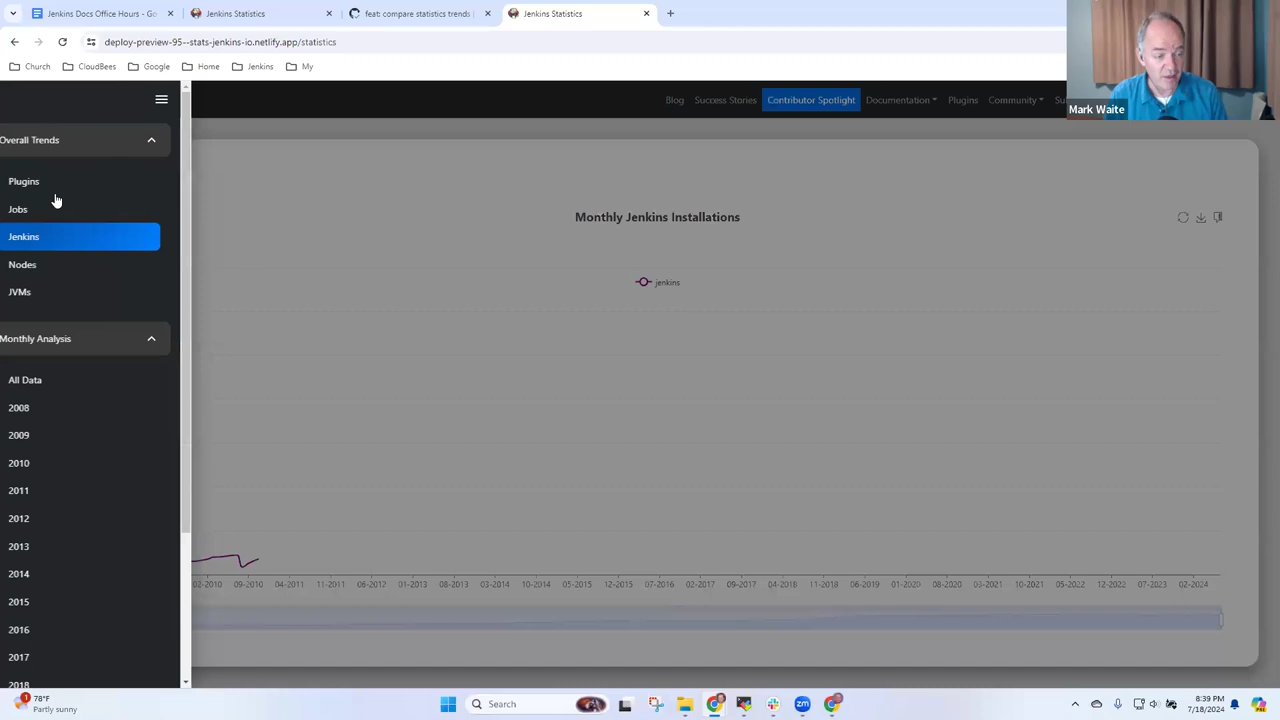 Jenkins Docs Office Hours - Go
Jenkins Statistics
feat: compare statistics trends
Jenkins Statistics
deploy-preview-95--stats-jenkins-io.netlify.app/statistics
Church
CloudBees
Google
Home
Jenkins
My
Blog
Success Stories
Contributor Spotlight
Documentation
Plugins
Community
Su
Mark Waite
Overall Trends
Plugins
Jobs
Jenkins
Nodes
JVMs
Monthly Analysis
All Data
2008
2009
2010
2011
2012
2013
2014
2015
2016
2017
2018
Monthly Jenkins Installations
jenkins
02-2010
09-2010
04-2011
11-2011
06-2012
01-2013
08-2013
03-2014
10-2014
05-2015
12-2015
07-2016
02-2017
09-2017
04-2018
11-2018
06-2019
01-2020
08-2020
03-2021
10-2021
05-2022
12-2022
07-2023
02-2024
1
78°F
Partly sunny
Search
zm
8:39 PM
7/18/2024